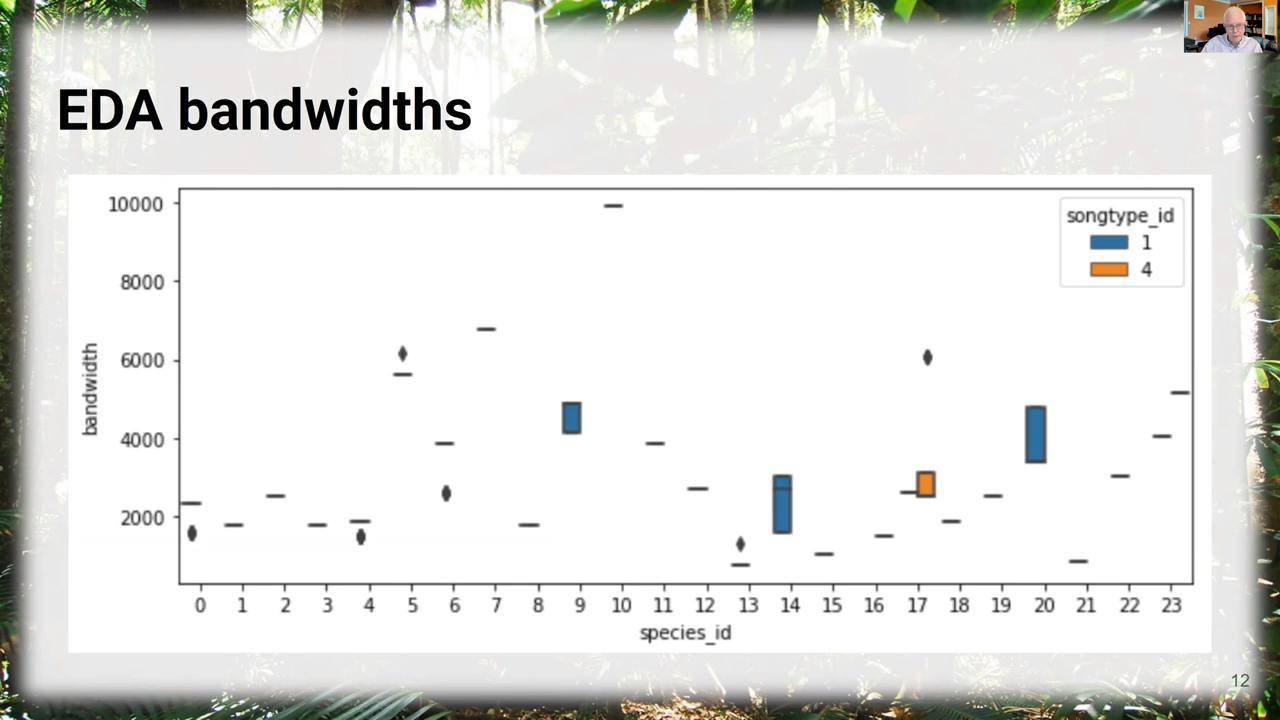 EDA bandwidths
10000
8000
6000
4000
2000
bandwidth
songtype_id
1
4
0 1 2 3 4 5 6 7 8 9 10 11 12 13 14 15 16 17 18 19 20 21 22 23
species_id
12